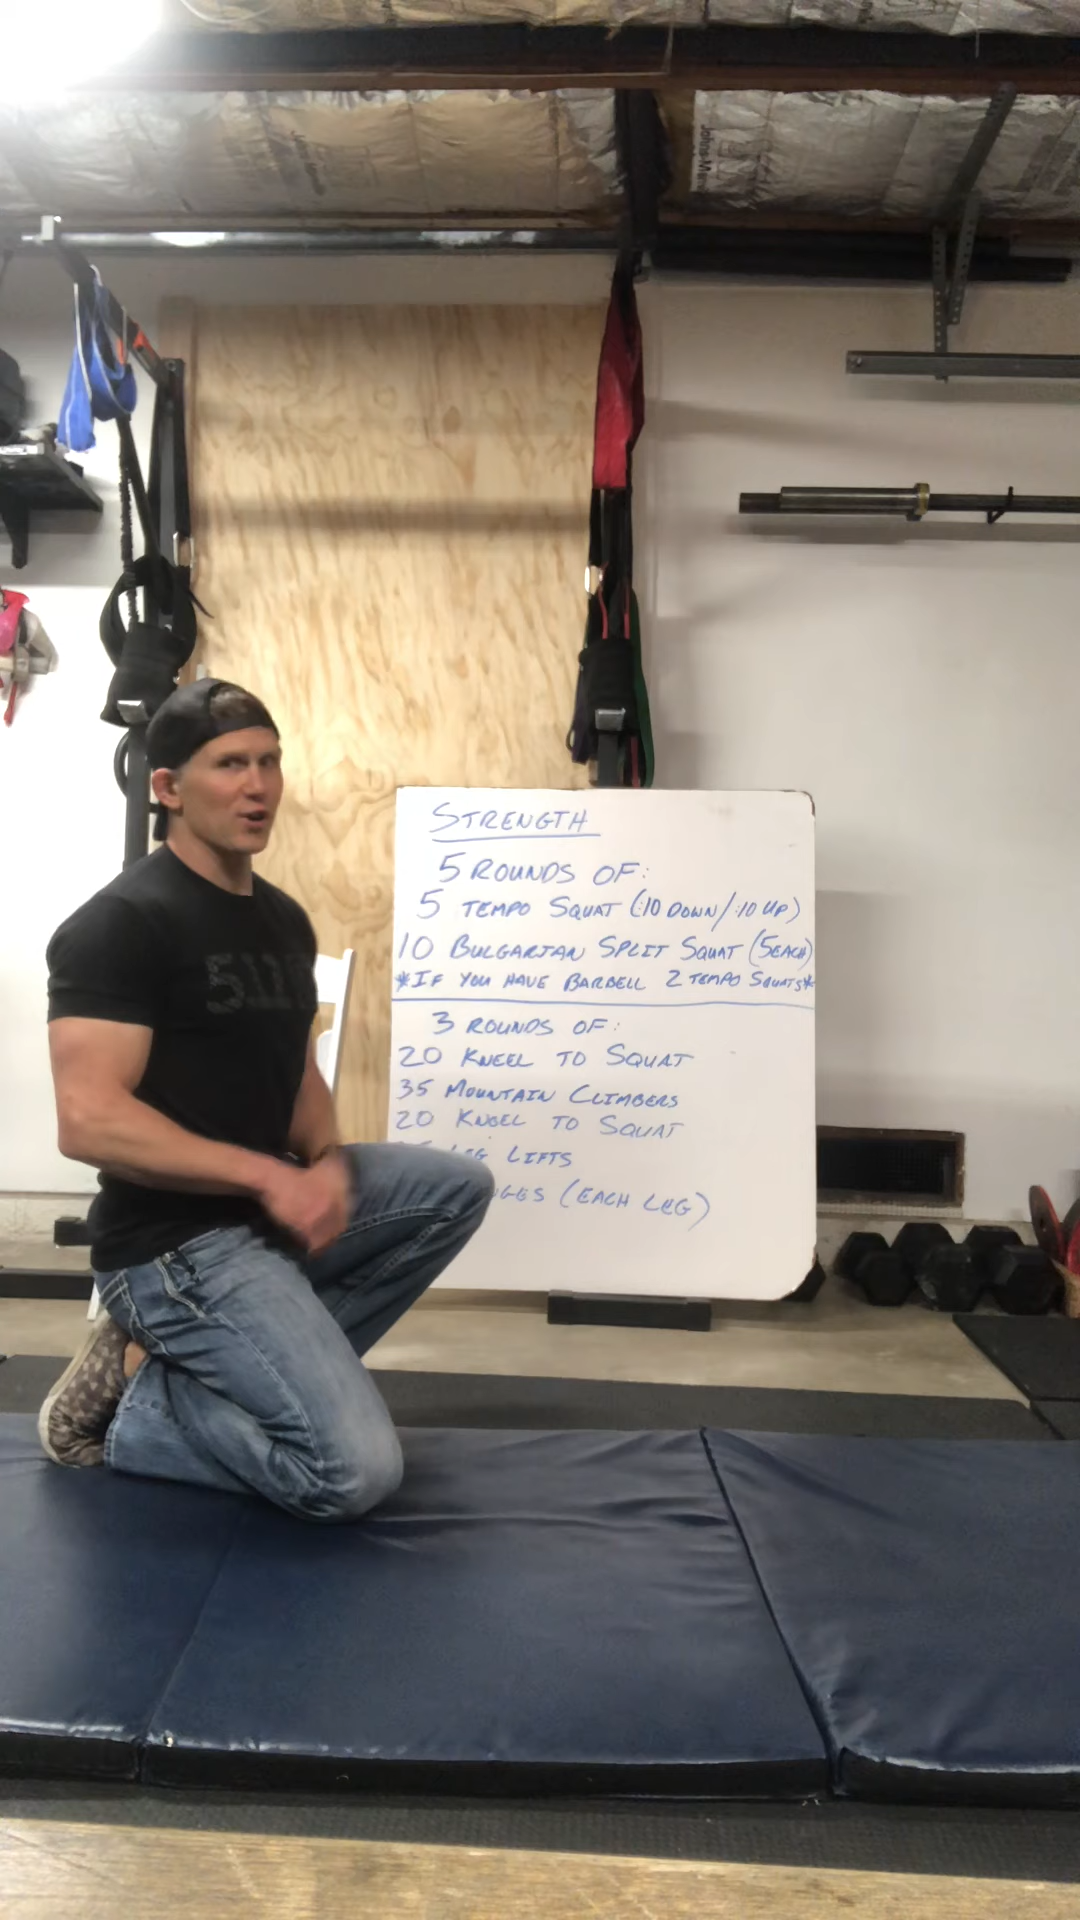 STRENGTH
5 ROUNDS OF:
5 TEMPO SQUAT (:10 DOWN/:10 UP)
10 BULGARIAN SPLIT SQUAT (5 EACH)
*IF YOU HAVE BARBELL 2 TEMPO SQUATS*
3 ROUNDS OF:
20 KNEEL TO SQUAT
35 MOUNTAIN CLIMBERS
20 KNEEL TO SQUAT
LEG LIFTS
(EACH LEG)